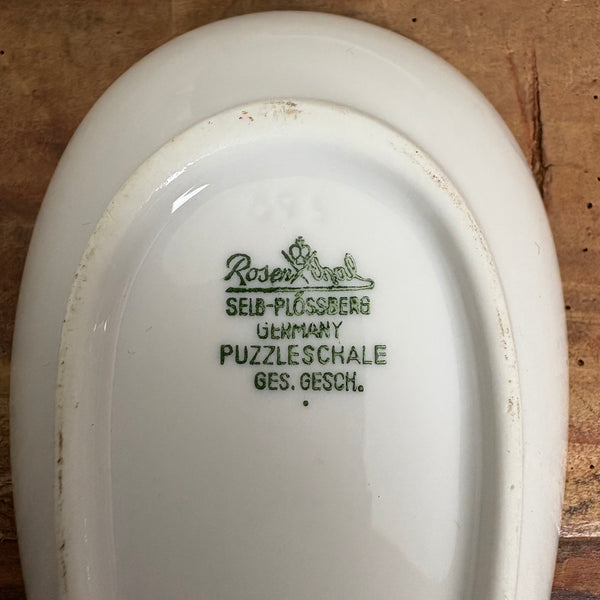 Rosenthal
SELB-PLÖSSBERG
GERMANY
PUZZLESCHALE
GES. GESCH.